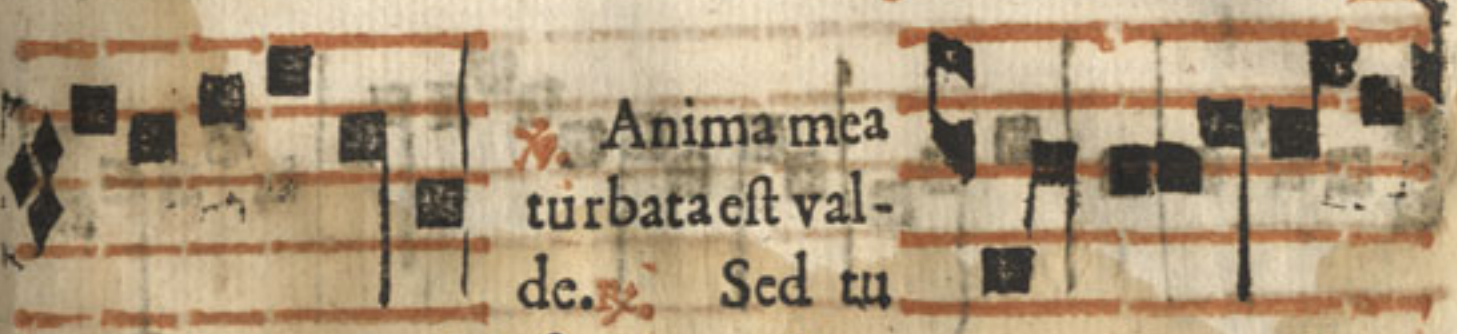 ℣. Anima mea
turbata eſt val-
de. ℟. Sed tu